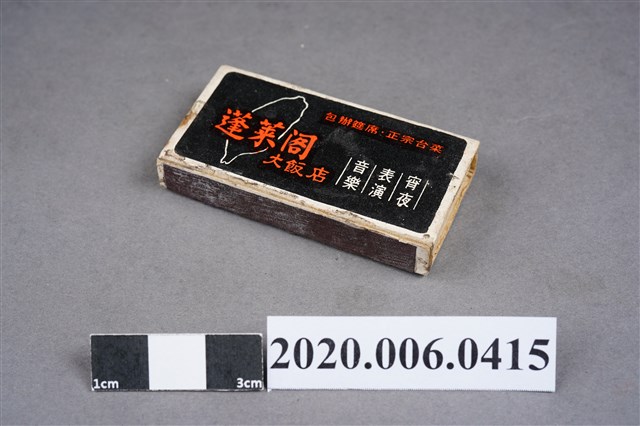 蓬萊阁
大飯店
包辦筵席·正宗台菜
音樂
表演
宵夜
1cm
3cm
2020.006.0415